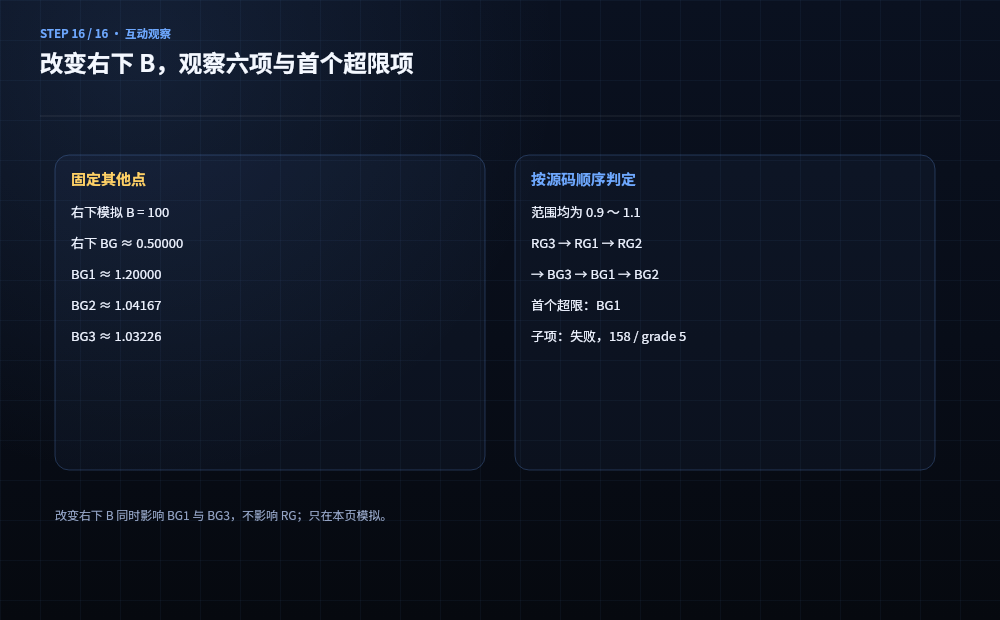 STEP 16 / 16 • 互动观察
改变右下 B，观察六项与首个超限项
固定其他点
右下模拟 B = 100
右下 BG ≈ 0.50000
BG1 ≈ 1.20000
BG2 ≈ 1.04167
BG3 ≈ 1.03226
按源码顺序判定
范围均为 0.9 ～ 1.1
RG3 → RG1 → RG2
→ BG3 → BG1 → BG2
首个超限：BG1
子项：失败，158 / grade 5
改变右下 B 同时影响 BG1 与 BG3，不影响 RG；只在本页模拟。